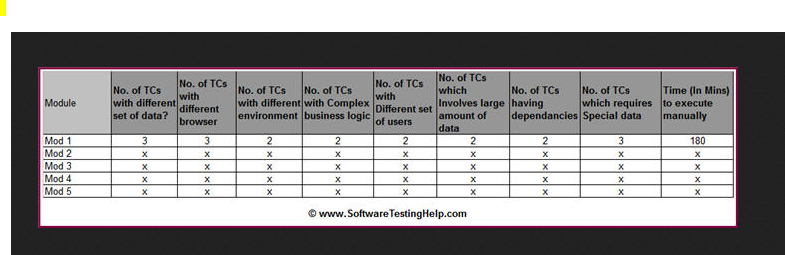 Module No. of TCs with different set of data? No. of TCs with different browser No. of TCs with different environment No. of TCs with Complex business logic No. of TCs with Different set of users No. of TCs which Involves large amount of data No. of TCs having dependancies No. of TCs which requires Special data Time (In Mins) to execute manually
Mod 1 3 3 2 2 2 2 2 3 180
Mod 2 x x x x x x x x x
Mod 3 x x x x x x x x x
Mod 4 x x x x x x x x x
Mod 5 x x x x x x x x x
© www.SoftwareTestingHelp.com